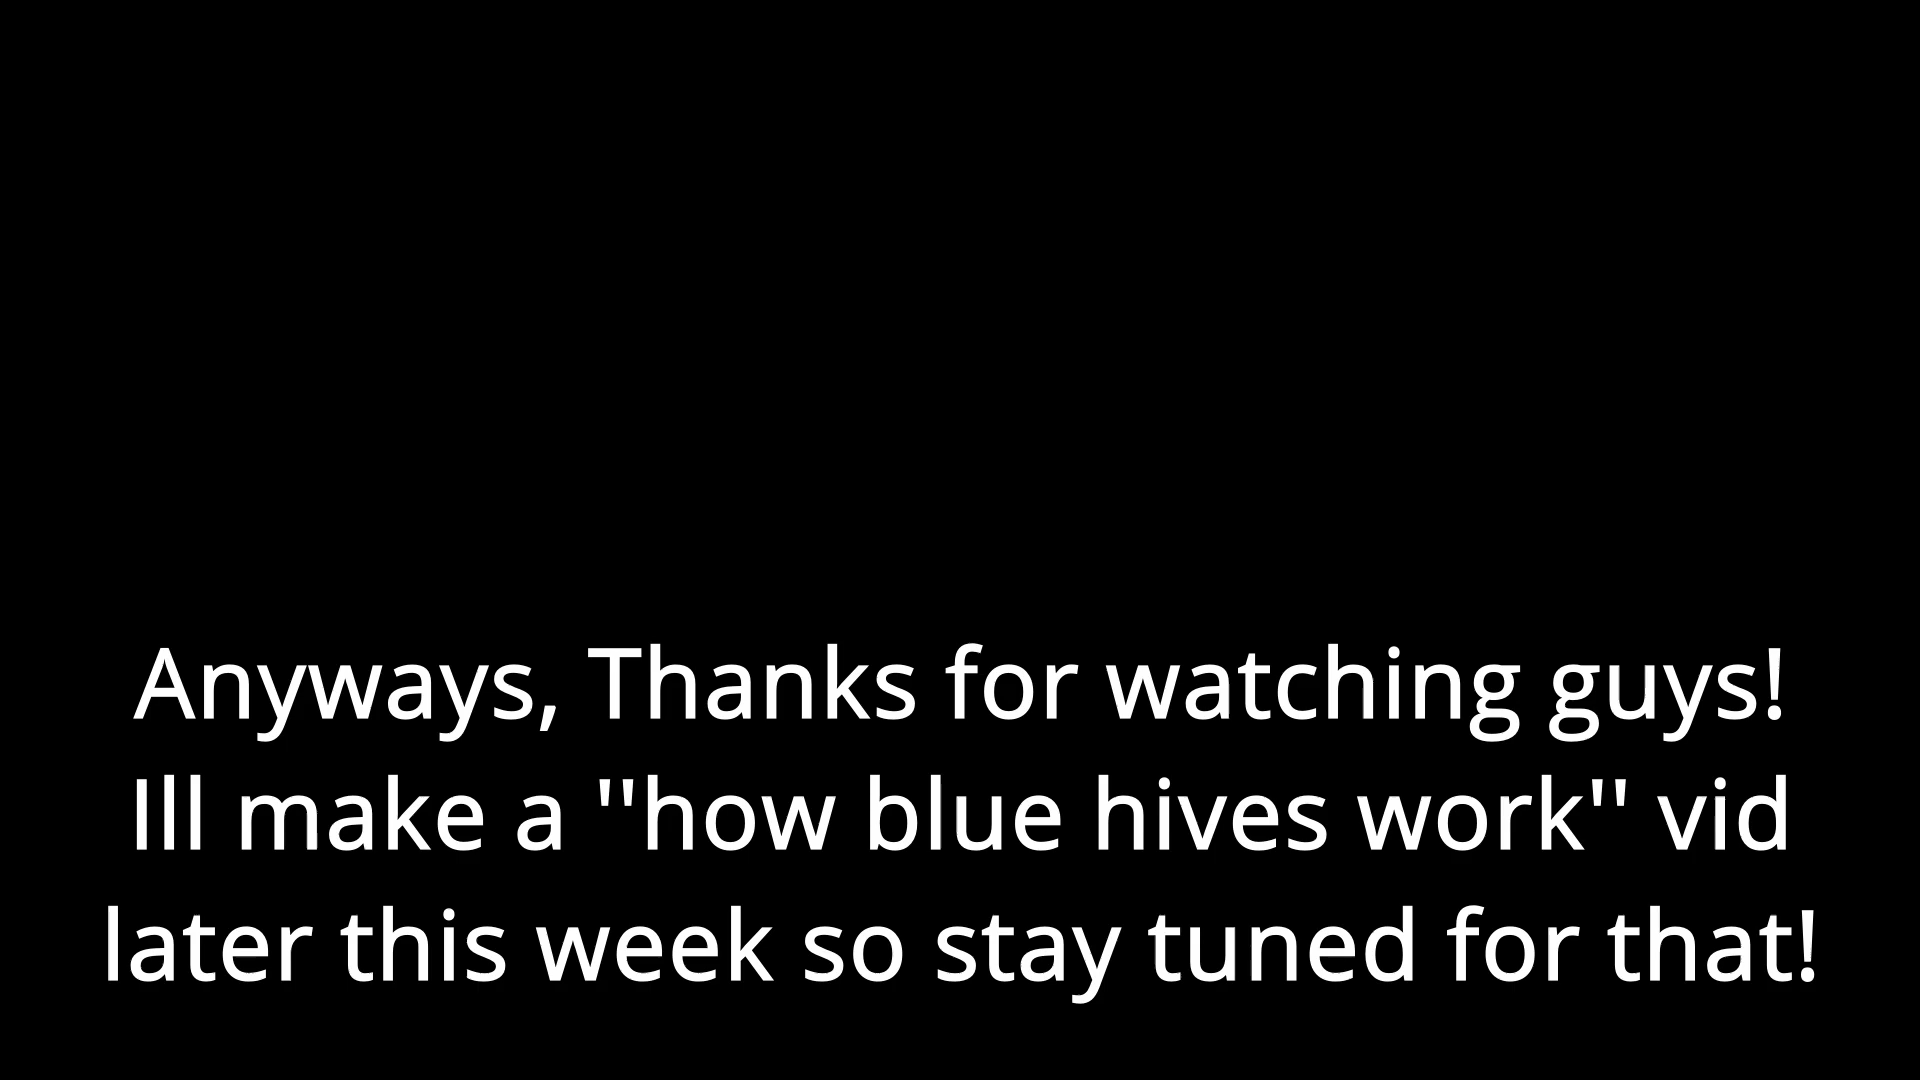 Anyways, Thanks for watching guys!
Ill make a ''how blue hives work'' vid
later this week so stay tuned for that!